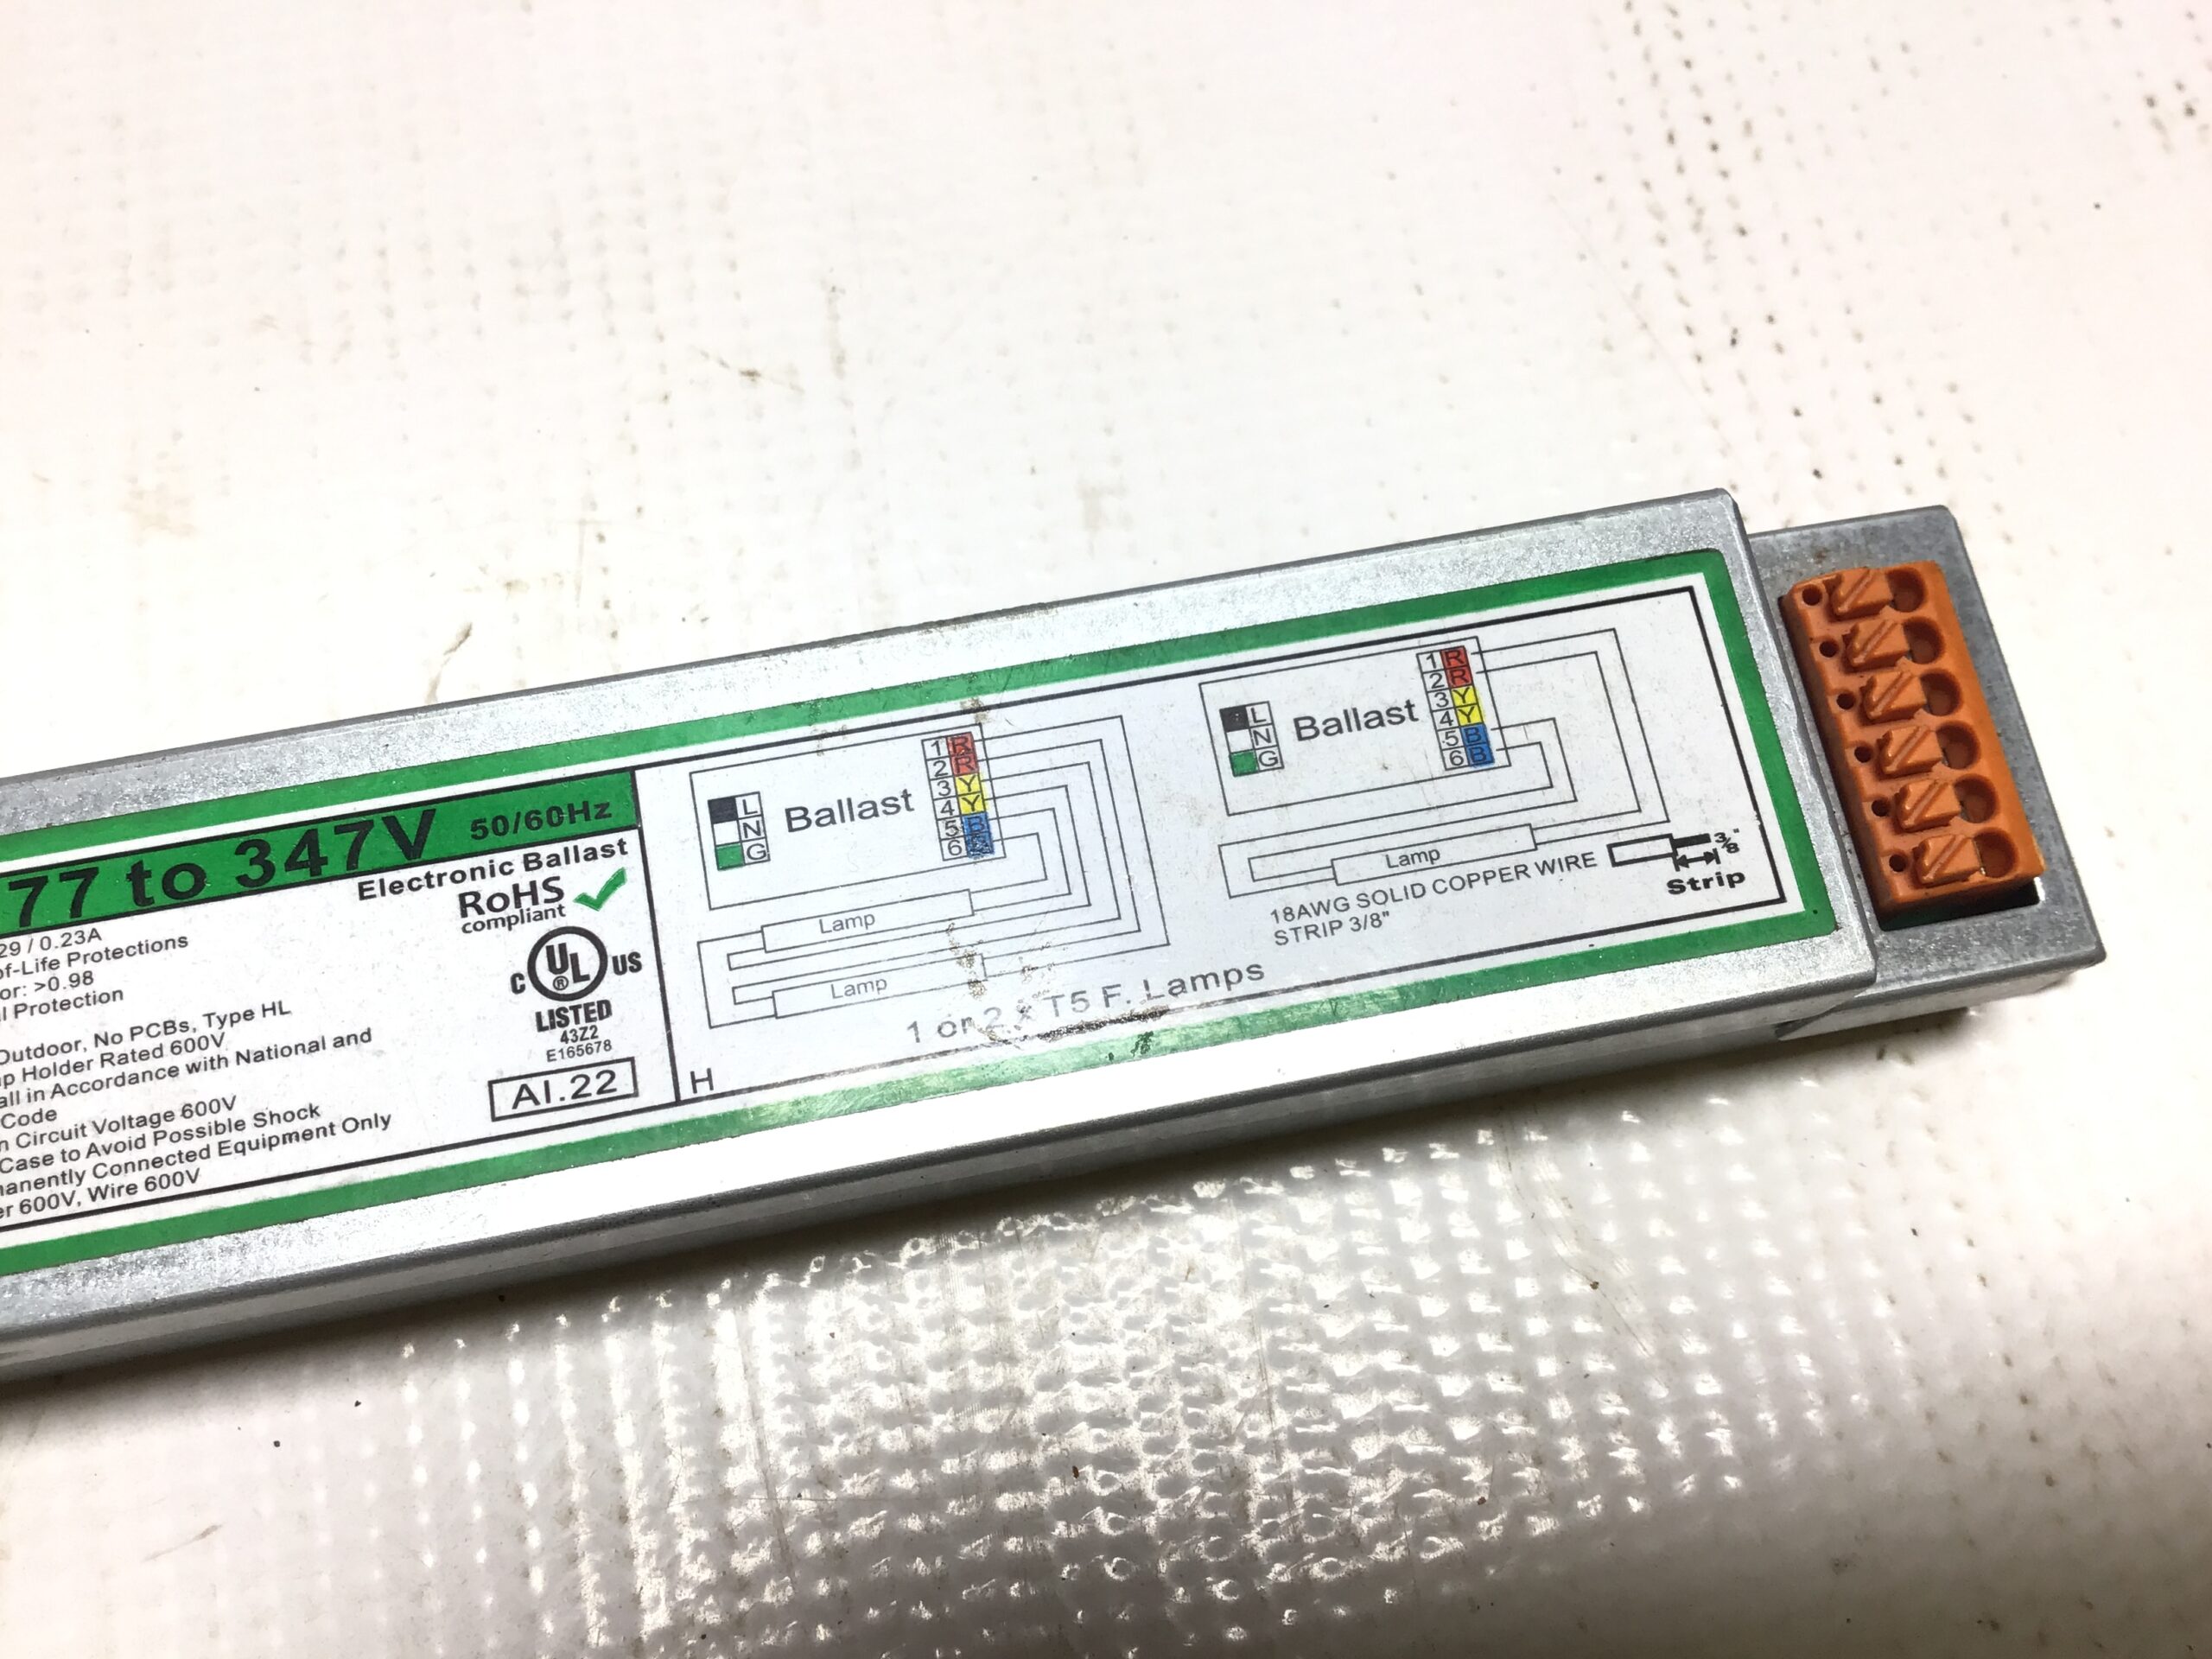 77 to 347V 50/60Hz
Electronic Ballast
RoHS
compliant
29 / 0.23A
of-Life Protections
or: >0.98
l Protection
Outdoor, No PCBs, Type HL
p Holder Rated 600V
all in Accordance with National and
Code
n Circuit Voltage 600V
Case to Avoid Possible Shock
manently Connected Equipment Only
er 600V, Wire 600V
C UL ® US
LISTED
43Z2
E165678
AI.22
H
L
N
G
Ballast
1 R
2 R
3 Y
4 Y
5 B
6 B
Lamp
Lamp
1 or 2 x T5 F. Lamps
L
N
G
Ballast
1 R
2 R
3 Y
4 Y
5 B
6 B
Lamp
18AWG SOLID COPPER WIRE
STRIP 3/8"
3/8"
Strip